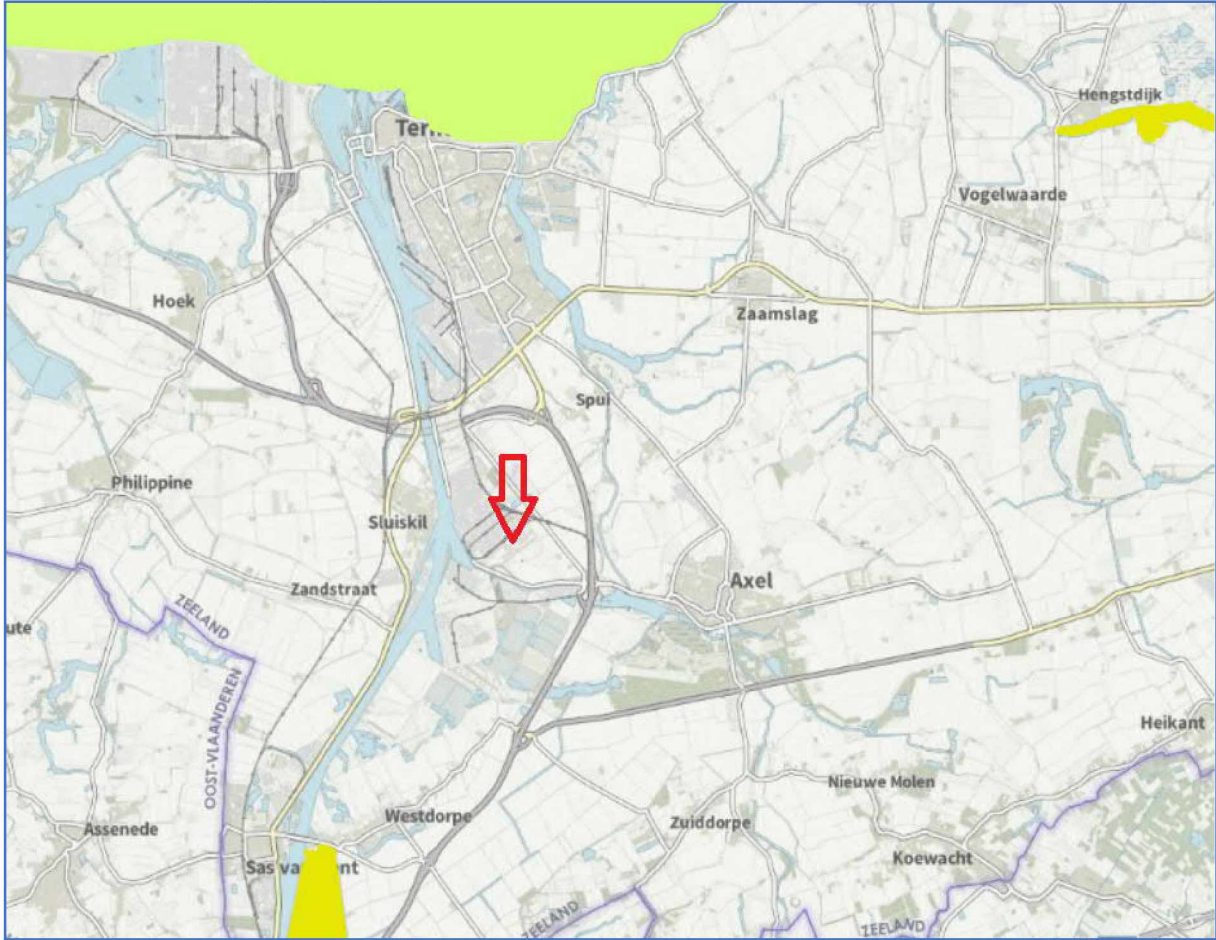 Hengstdijk
Vogelwaarde
Hoek
Zaamslag
Spui
Philippine
Sluiskil
Zandstraat
Axel
ZEELAND
OOST-VLAANDEREN
Heikant
Nieuwe Molen
Westdorpe
Zuiddorpe
Assenede
Koewacht
ZEELAND
ZEELAND